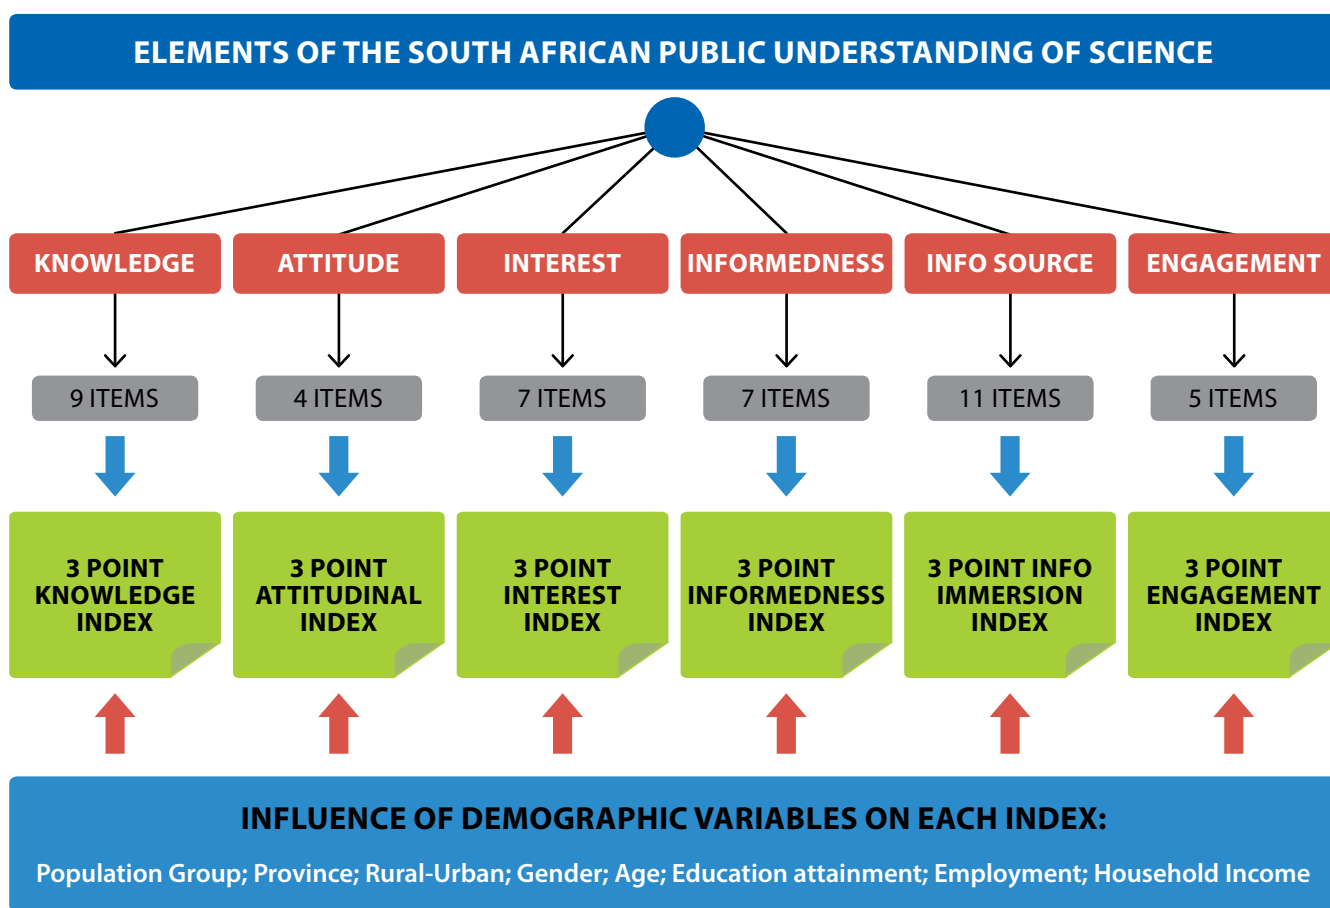 ELEMENTS OF THE SOUTH AFRICAN PUBLIC UNDERSTANDING OF SCIENCE
KNOWLEDGE
ATTITUDE
INTEREST
INFORMEDNESS
INFO SOURCE
ENGAGEMENT
9 ITEMS
4 ITEMS
7 ITEMS
7 ITEMS
11 ITEMS
5 ITEMS
3 POINT
KNOWLEDGE
INDEX
3 POINT
ATTITUDINAL
INDEX
3 POINT
INTEREST
INDEX
3 POINT
INFORMEDNESS
INDEX
3 POINT INFO
IMMERSION
INDEX
3 POINT
ENGAGEMENT
INDEX
INFLUENCE OF DEMOGRAPHIC VARIABLES ON EACH INDEX:
Population Group; Province; Rural-Urban; Gender; Age; Education attainment; Employment; Household Income